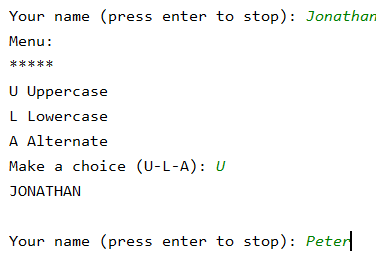 Your name (press enter to stop): Jonathan
Menu:
*****
U Uppercase
L Lowercase
A Alternate
Make a choice (U-L-A): U
JONATHAN
Your name (press enter to stop): Peter